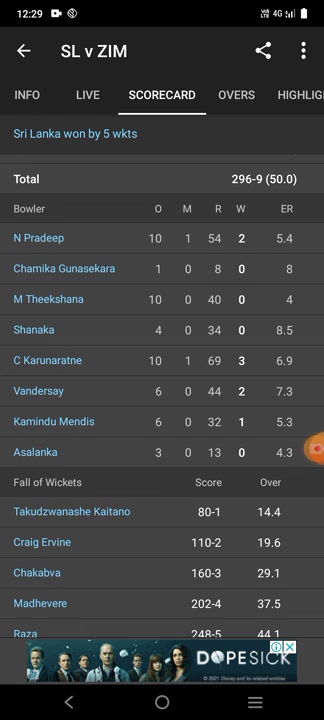 12:29 4G
SL v ZIM
INFO LIVE SCORECARD OVERS HIGHLIG
Sri Lanka won by 5 wkts
Total 296-9 (50.0)
Bowler O M R W ER
N Pradeep 10 1 54 2 5.4
Chamika Gunasekara 1 0 8 0 8
M Theekshana 10 0 40 0 4
Shanaka 4 0 34 0 8.5
C Karunaratne 10 1 69 3 6.9
Vandersay 6 0 44 2 7.3
Kamindu Mendis 6 0 32 1 5.3
Asalanka 3 0 13 0 4.3
Fall of Wickets Score Over
Takudzwanashe Kaitano 80-1 14.4
Craig Ervine 110-2 19.6
Chakabva 160-3 29.1
Madhevere 202-4 37.5
Raza 248-5 44.1
DOPESICK